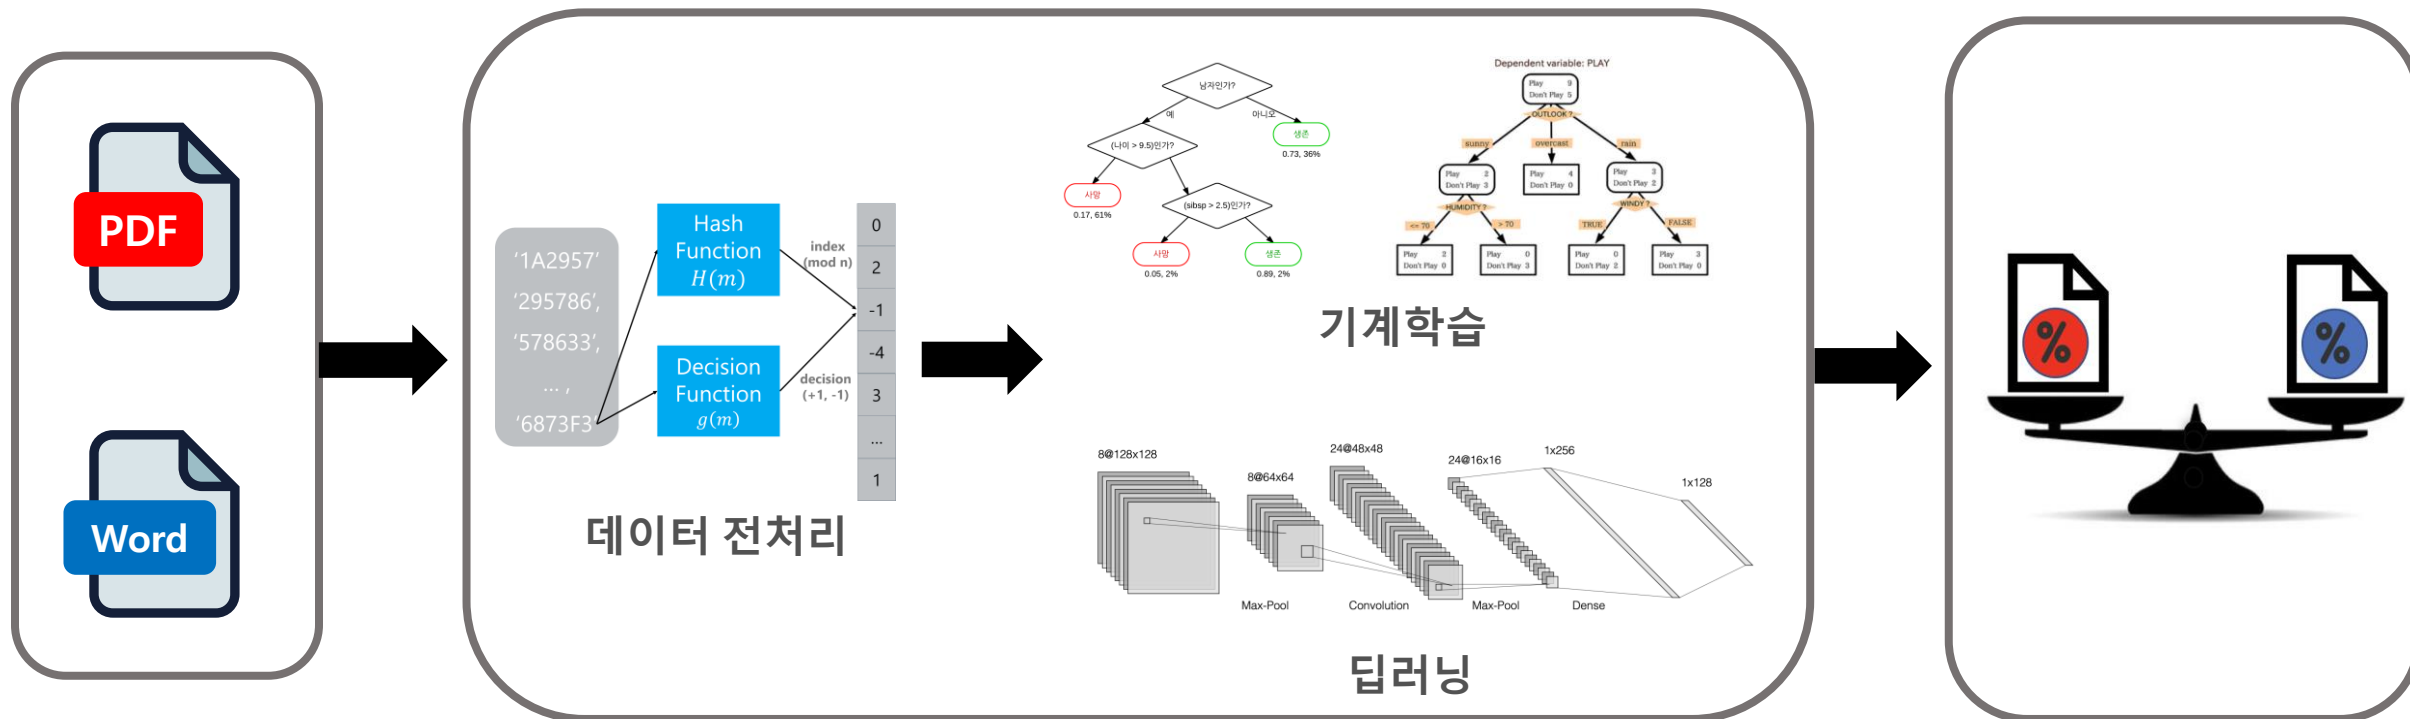 PDF
Word
'1A2957'
'295786',
'578633',
... ,
'6873F3'
Hash
Function
H(m)
Decision
Function
g(m)
index
(mod n)
decision
(+1, -1)
0
2
-1
-4
3
...
1
데이터 전처리
남자인가?
예
아니오
(나이 > 9.5)인가?
생존
0.73, 36%
사망
0.17, 61%
(sibsp > 2.5)인가?
사망
0.05, 2%
생존
0.89, 2%
Dependent variable: PLAY
Play 9
Don't Play 5
OUTLOOK ?
sunny
overcast
rain
Play 2
Don't Play 3
Play 4
Don't Play 0
Play 3
Don't Play 2
HUMIDITY ?
WINDY ?
<= 70
> 70
TRUE
FALSE
Play 2
Don't Play 0
Play 0
Don't Play 3
Play 0
Don't Play 2
Play 3
Don't Play 0
기계학습
8@128x128
8@64x64
24@48x48
24@16x16
1x256
1x128
Max-Pool
Convolution
Max-Pool
Dense
딥러닝
%
%